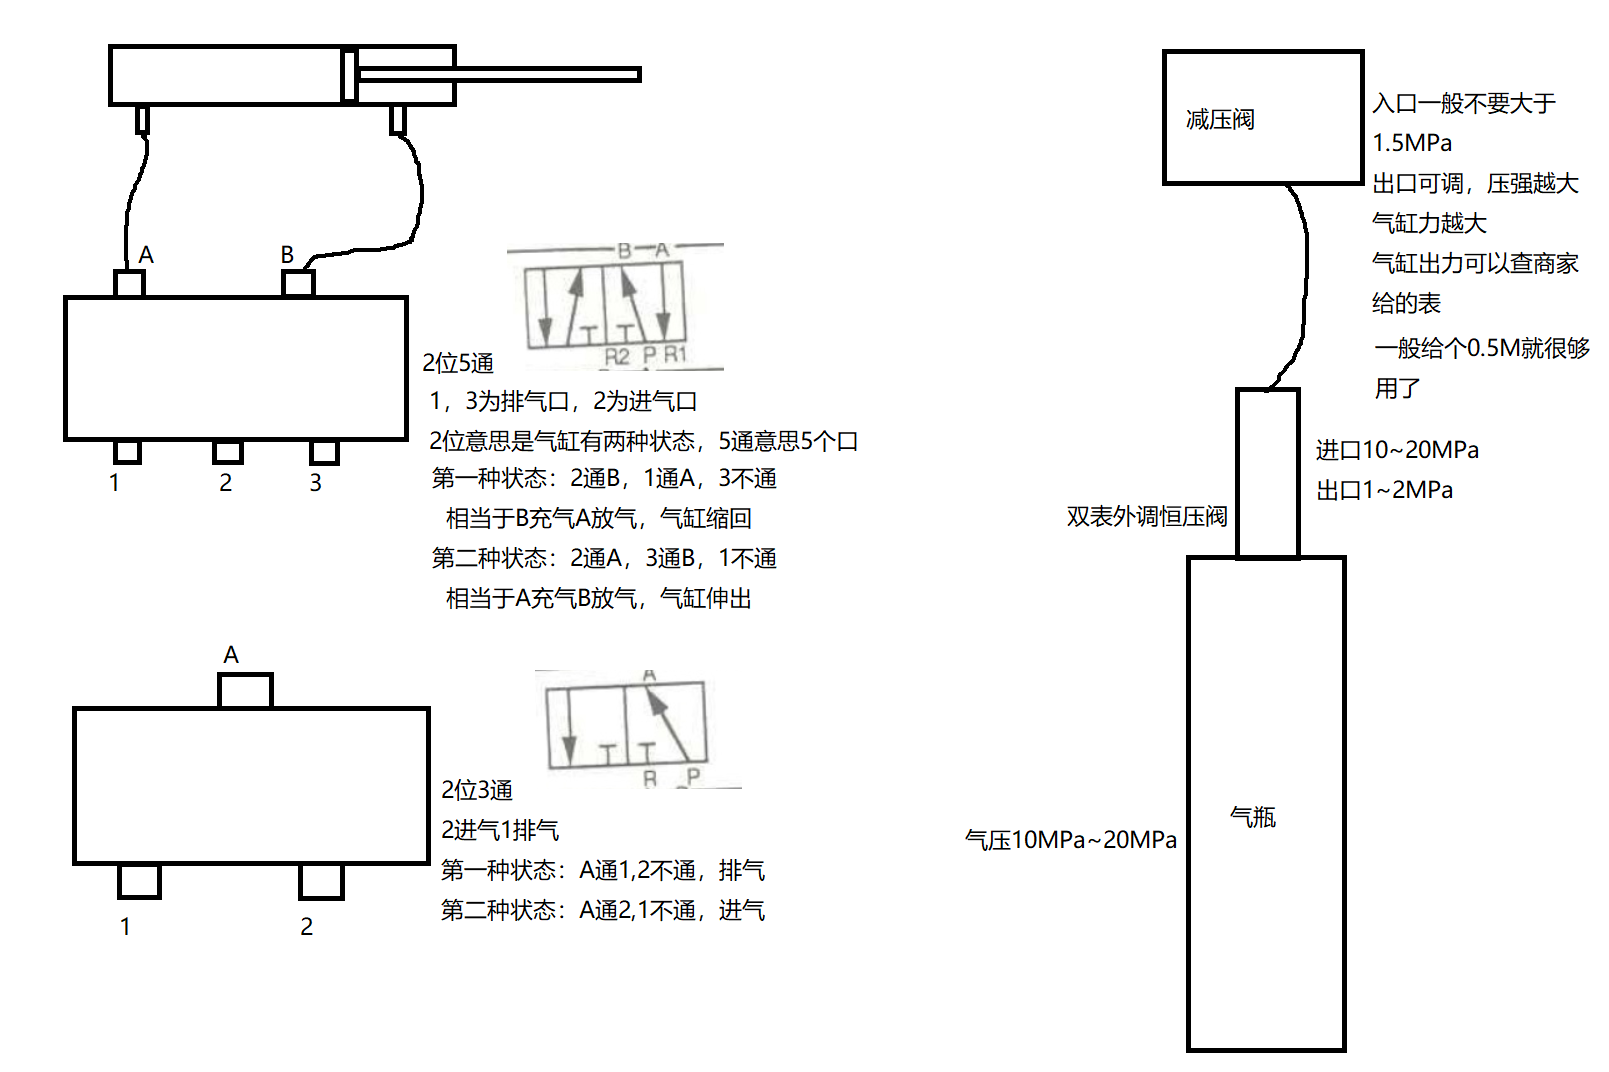 A
B
B A
R2 P R1
2位5通
1，3为排气口，2为进气口
2位意思是气缸有两种状态，5通意思5个口
第一种状态：2通B，1通A，3不通
相当于B充气A放气，气缸缩回
第二种状态：2通A，3通B，1不通
相当于A充气B放气，气缸伸出
1
2
3
A
A
R P
2位3通
2进气1排气
第一种状态：A通1,2不通，排气
第二种状态：A通2,1不通，进气
1
2
减压阀
入口一般不要大于
1.5MPa
出口可调，压强越大
气缸力越大
气缸出力可以查商家
给的表
一般给个0.5M就很够
用了
进口10~20MPa
出口1~2MPa
双表外调恒压阀
气瓶
气压10MPa~20MPa